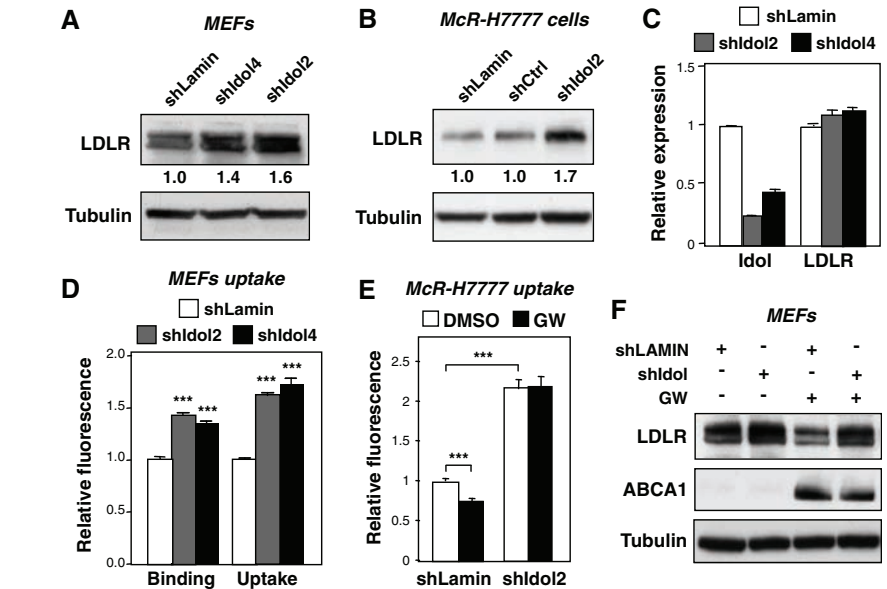 A
MEFs
shLamin
shIdol4
shIdol2
LDLR
1.0 1.4 1.6
Tubulin
B
McR-H7777 cells
shLamin
shCtrl
shIdol2
LDLR
1.0 1.0 1.7
Tubulin
C
shLamin
shIdol2 shIdol4
Relative expression
1.5
1
0.5
0
Idol LDLR
D
MEFs uptake
shLamin
shIdol2 shIdol4
Relative fluorescence
2.0
1.5
1.0
0.5
0.0
*** *** *** ***
Binding Uptake
E
McR-H7777 uptake
DMSO GW
Relative fluorescence
2.5
2
1.5
1
0.5
0
***
***
shLamin shIdol2
F
MEFs
shLAMIN + - + -
shIdol - + - +
GW - - + +
LDLR
ABCA1
Tubulin